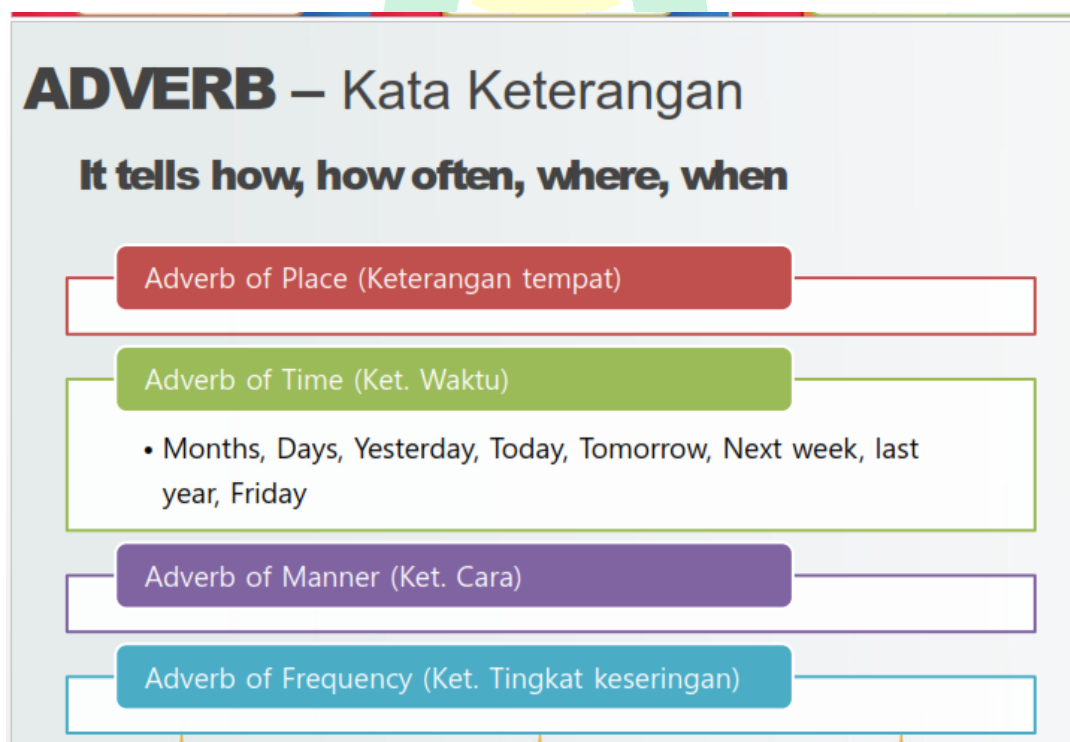 ADVERB – Kata Keterangan
It tells how, how often, where, when
Adverb of Place (Keterangan tempat)
Adverb of Time (Ket. Waktu)
• Months, Days, Yesterday, Today, Tomorrow, Next week, last
year, Friday
Adverb of Manner (Ket. Cara)
Adverb of Frequency (Ket. Tingkat keseringan)